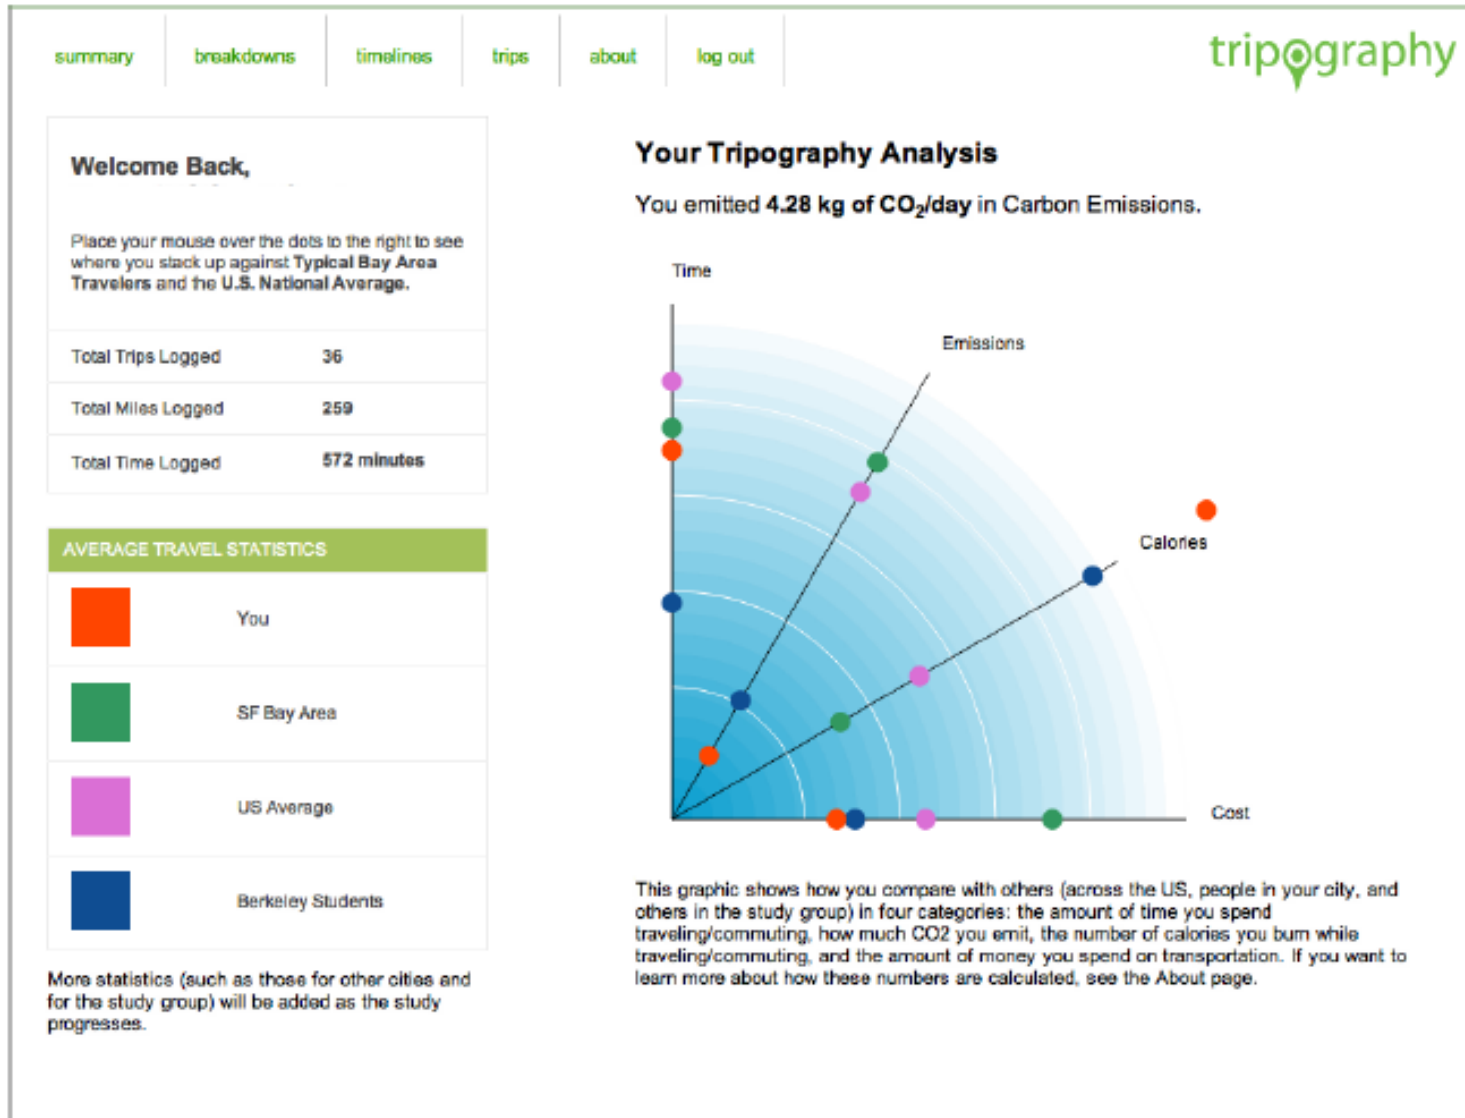 summary
breakdowns
timelines
trips
about
log out
tripography
Welcome Back,
Place your mouse over the dots to the right to see
where you stack up against Typical Bay Area
Travelers and the U.S. National Average.
Total Trips Logged 36
Total Miles Logged 259
Total Time Logged 572 minutes
AVERAGE TRAVEL STATISTICS
You
SF Bay Area
US Average
Berkeley Students
More statistics (such as those for other cities and
for the study group) will be added as the study
progresses.
Your Tripography Analysis
You emitted 4.28 kg of CO₂/day in Carbon Emissions.
Time
Emissions
Calories
Cost
This graphic shows how you compare with others (across the US, people in your city, and
others in the study group) in four categories: the amount of time you spend
traveling/commuting, how much CO2 you emit, the number of calories you burn while
traveling/commuting, and the amount of money you spend on transportation. If you want to
learn more about how these numbers are calculated, see the About page.